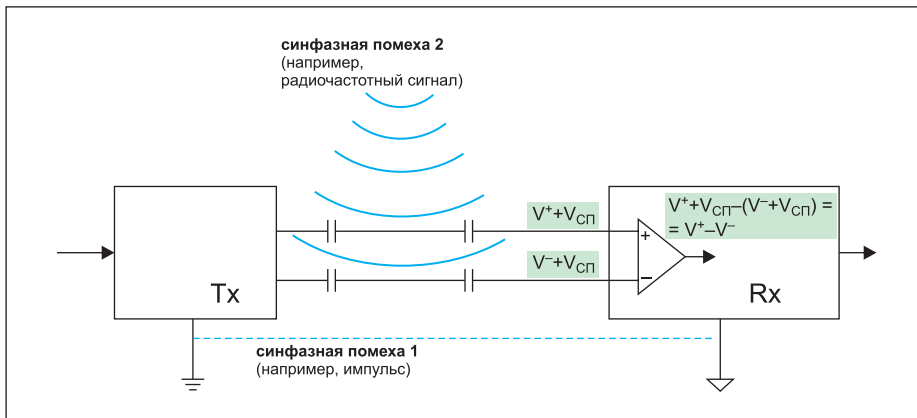 синфазная помеха 2
(например,
радиочастотный сигнал)
V⁺+V_СП
V⁺+V_СП–(V⁻+V_СП) =
= V⁺–V⁻
+
V⁻+V_СП
–
Tx
Rx
синфазная помеха 1
(например, импульс)